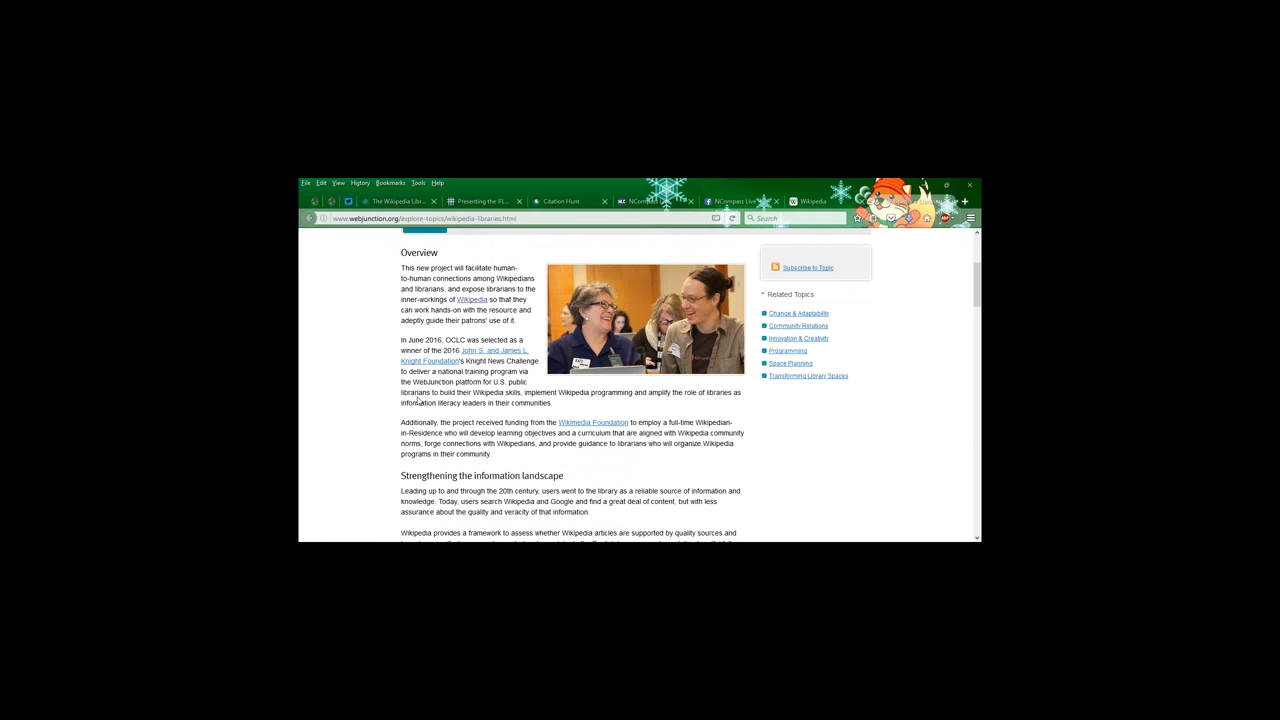 File Edit View History Bookmarks Tools Help
The Wikipedia Libr... × Presenting the IFL... × Citation Hunt × NLC NCompass × NCompass Live × Wikipedia
www.webjunction.org/explore-topics/wikipedia-libraries.html Search
Overview
This new project will facilitate human-
to-human connections among Wikipedians
and librarians, and expose librarians to the
inner-workings of Wikipedia so that they
can work hands-on with the resource and
adeptly guide their patrons' use of it.
In June 2016, OCLC was selected as a
winner of the 2016 John S. and James L.
Knight Foundation's Knight News Challenge
to deliver a national training program via
the WebJunction platform for U.S. public
librarians to build their Wikipedia skills, implement Wikipedia programming and amplify the role of libraries as
information literacy leaders in their communities.
Additionally, the project received funding from the Wikimedia Foundation to employ a full-time Wikipedian-
in-Residence who will develop learning objectives and a curriculum that are aligned with Wikipedia community
norms, forge connections with Wikipedians, and provide guidance to librarians who will organize Wikipedia
programs in their community.
Strengthening the information landscape
Leading up to and through the 20th century, users went to the library as a reliable source of information and
knowledge. Today, users search Wikipedia and Google and find a great deal of content, but with less
assurance about the quality and veracity of that information.
Wikipedia provides a framework to assess whether Wikipedia articles are supported by quality sources and
Subscribe to Topic
Related Topics
Change & Adaptability
Community Relations
Innovation & Creativity
Programming
Space Planning
Transforming Library Spaces